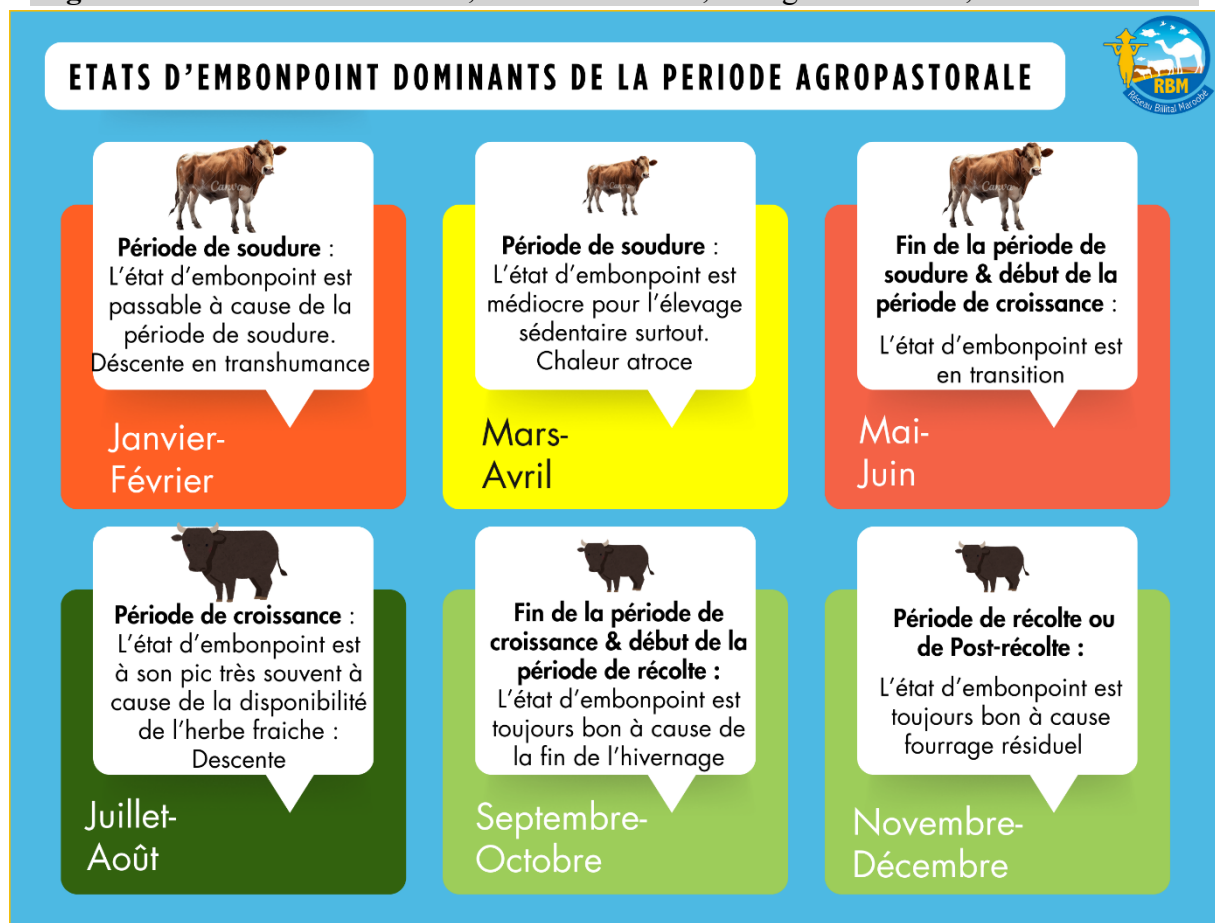 ETATS D'EMBONPOINT DOMINANTS DE LA PERIODE AGROPASTORALE
RBM
Réseau Billital Maroobè
Canva
Période de soudure :
L'état d'embonpoint est
passable à cause de la
période de soudure.
Déscente en transhumance
Janvier-
Février
Canva
Période de soudure :
L'état d'embonpoint est
médiocre pour l'élevage
sédentaire surtout.
Chaleur atroce
Mars-
Avril
Canva
Fin de la période de
soudure & début de la
période de croissance :
L'état d'embonpoint est
en transition
Mai-
Juin
Période de croissance :
L'état d'embonpoint est
à son pic très souvent à
cause de la disponibilité
de l'herbe fraiche :
Descente
Juillet-
Août
Fin de la période de
croissance & début de la
période de récolte :
L'état d'embonpoint est
toujours bon à cause de
la fin de l'hivernage
Septembre-
Octobre
Période de récolte ou
de Post-récolte :
L'état d'embonpoint est
toujours bon à cause
fourrage résiduel
Novembre-
Décembre